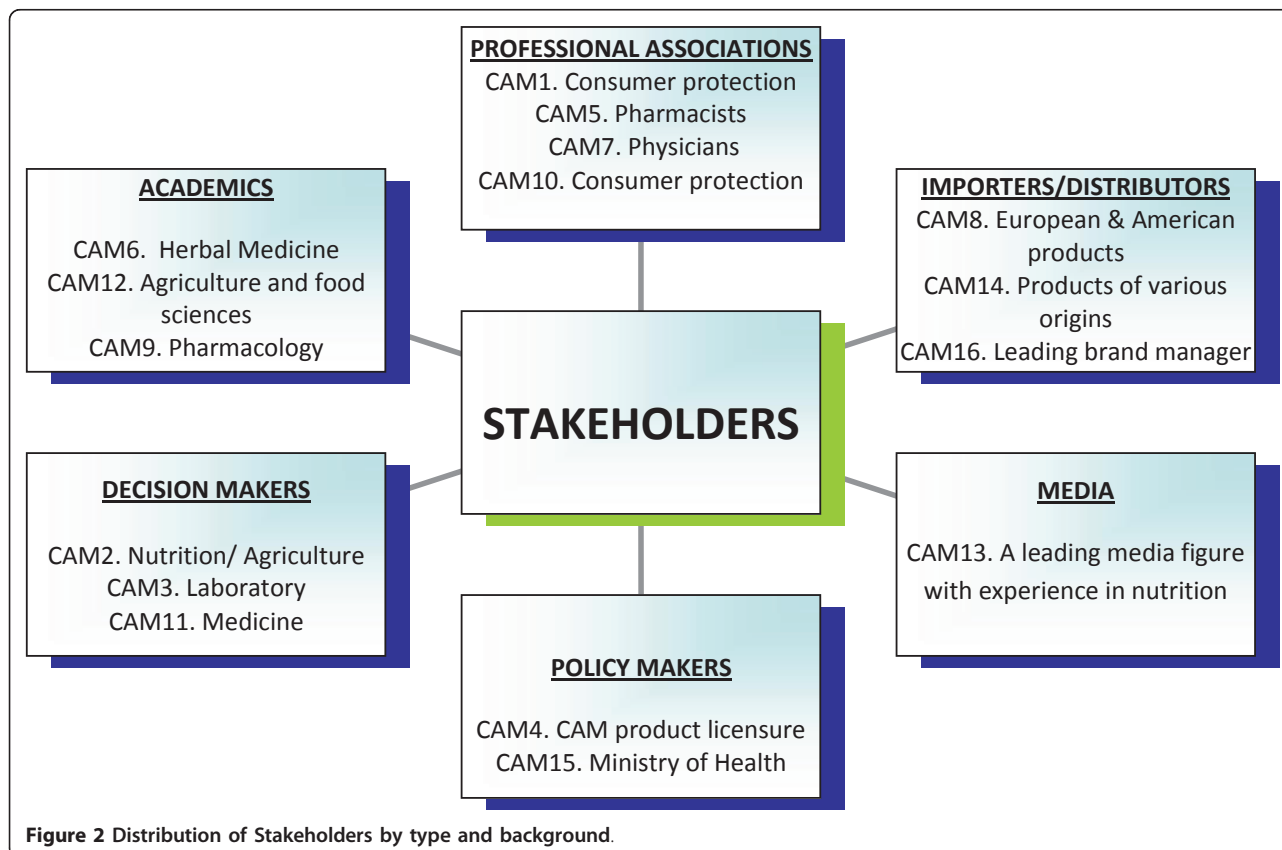 PROFESSIONAL ASSOCIATIONS
CAM1. Consumer protection
CAM5. Pharmacists
CAM7. Physicians
CAM10. Consumer protection
ACADEMICS
CAM6. Herbal Medicine
CAM12. Agriculture and food
sciences
CAM9. Pharmacology
IMPORTERS/DISTRIBUTORS
CAM8. European & American
products
CAM14. Products of various
origins
CAM16. Leading brand manager
STAKEHOLDERS
DECISION MAKERS
CAM2. Nutrition/ Agriculture
CAM3. Laboratory
CAM11. Medicine
MEDIA
CAM13. A leading media figure
with experience in nutrition
POLICY MAKERS
CAM4. CAM product licensure
CAM15. Ministry of Health
Figure 2 Distribution of Stakeholders by type and background.